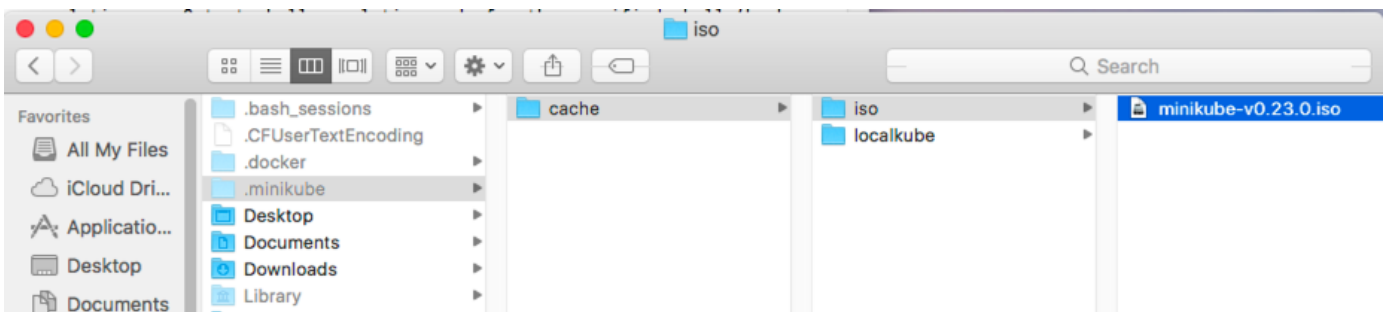 iso
Search
Favorites
All My Files
iCloud Dri...
Applicatio...
Desktop
Documents
.bash_sessions
.CFUserTextEncoding
.docker
.minikube
Desktop
Documents
Downloads
Library
cache
iso
localkube
minikube-v0.23.0.iso